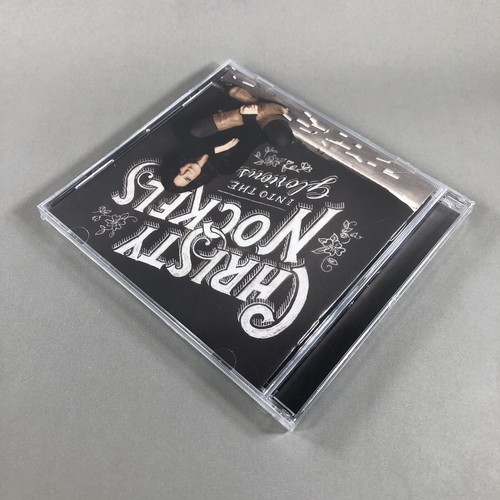 CHRISTY
NOCKELS
INTO THE
glorious